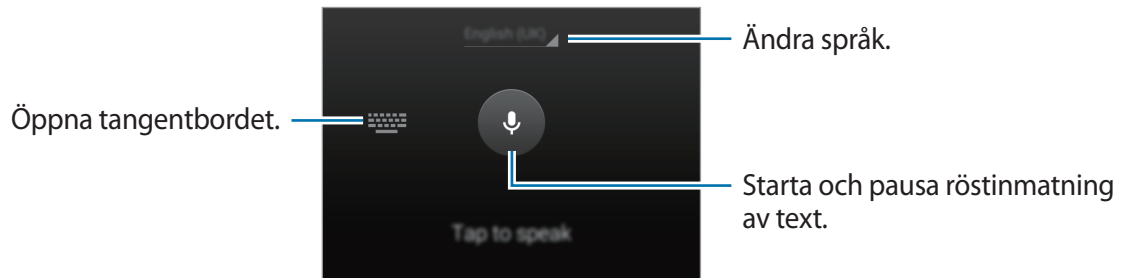 English (UK)
Ändra språk.
Öppna tangentbordet.
Starta och pausa röstinmatning
av text.
Tap to speak